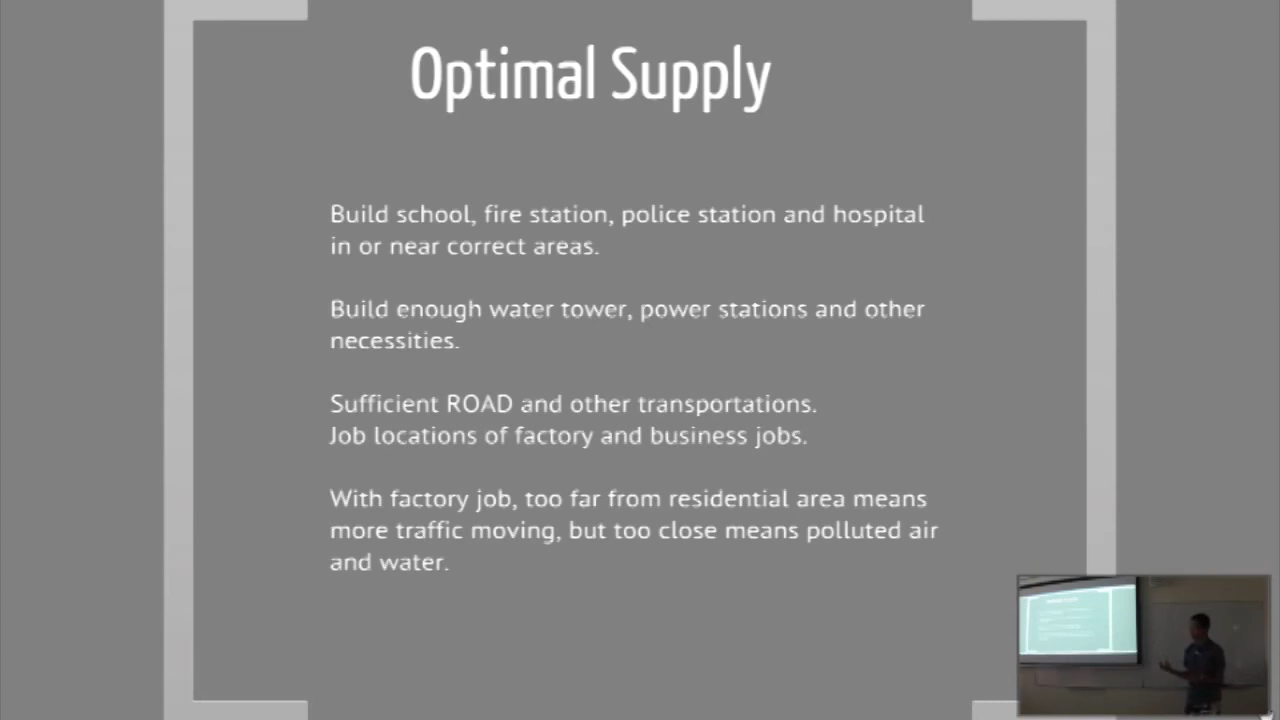 Optimal Supply
Build school, fire station, police station and hospital
in or near correct areas.
Build enough water tower, power stations and other
necessities.
Sufficient ROAD and other transportations.
Job locations of factory and business jobs.
With factory job, too far from residential area means
more traffic moving, but too close means polluted air
and water.